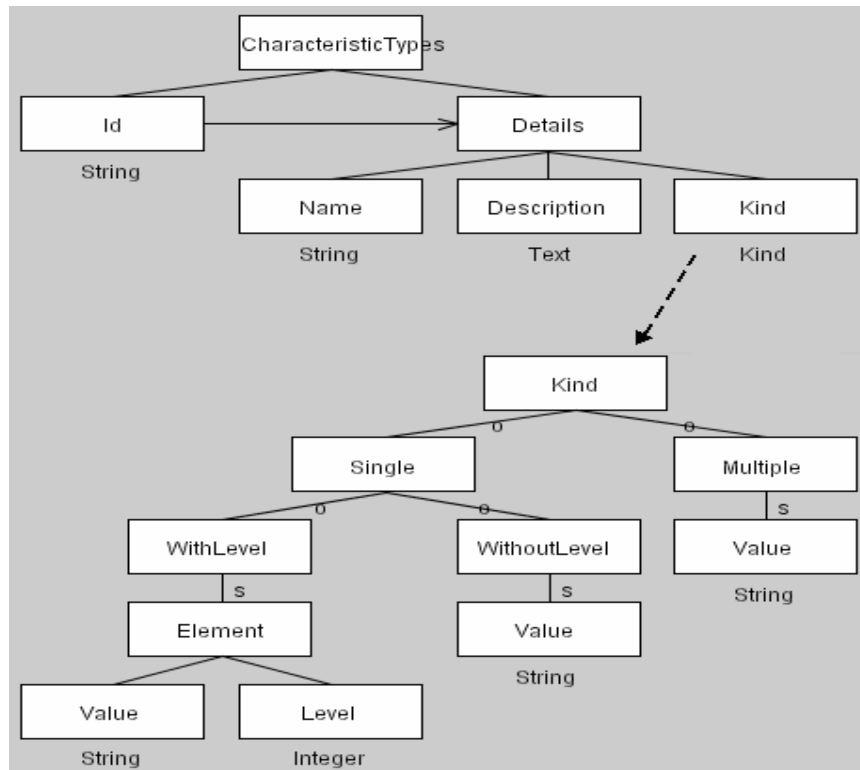 CharacteristicTypes
Id
Details
String
Name
Description
Kind
String
Text
Kind
Kind
o
o
Single
Multiple
o
o
s
WithLevel
WithoutLevel
Value
s
s
String
Element
Value
String
Value
Level
String
Integer